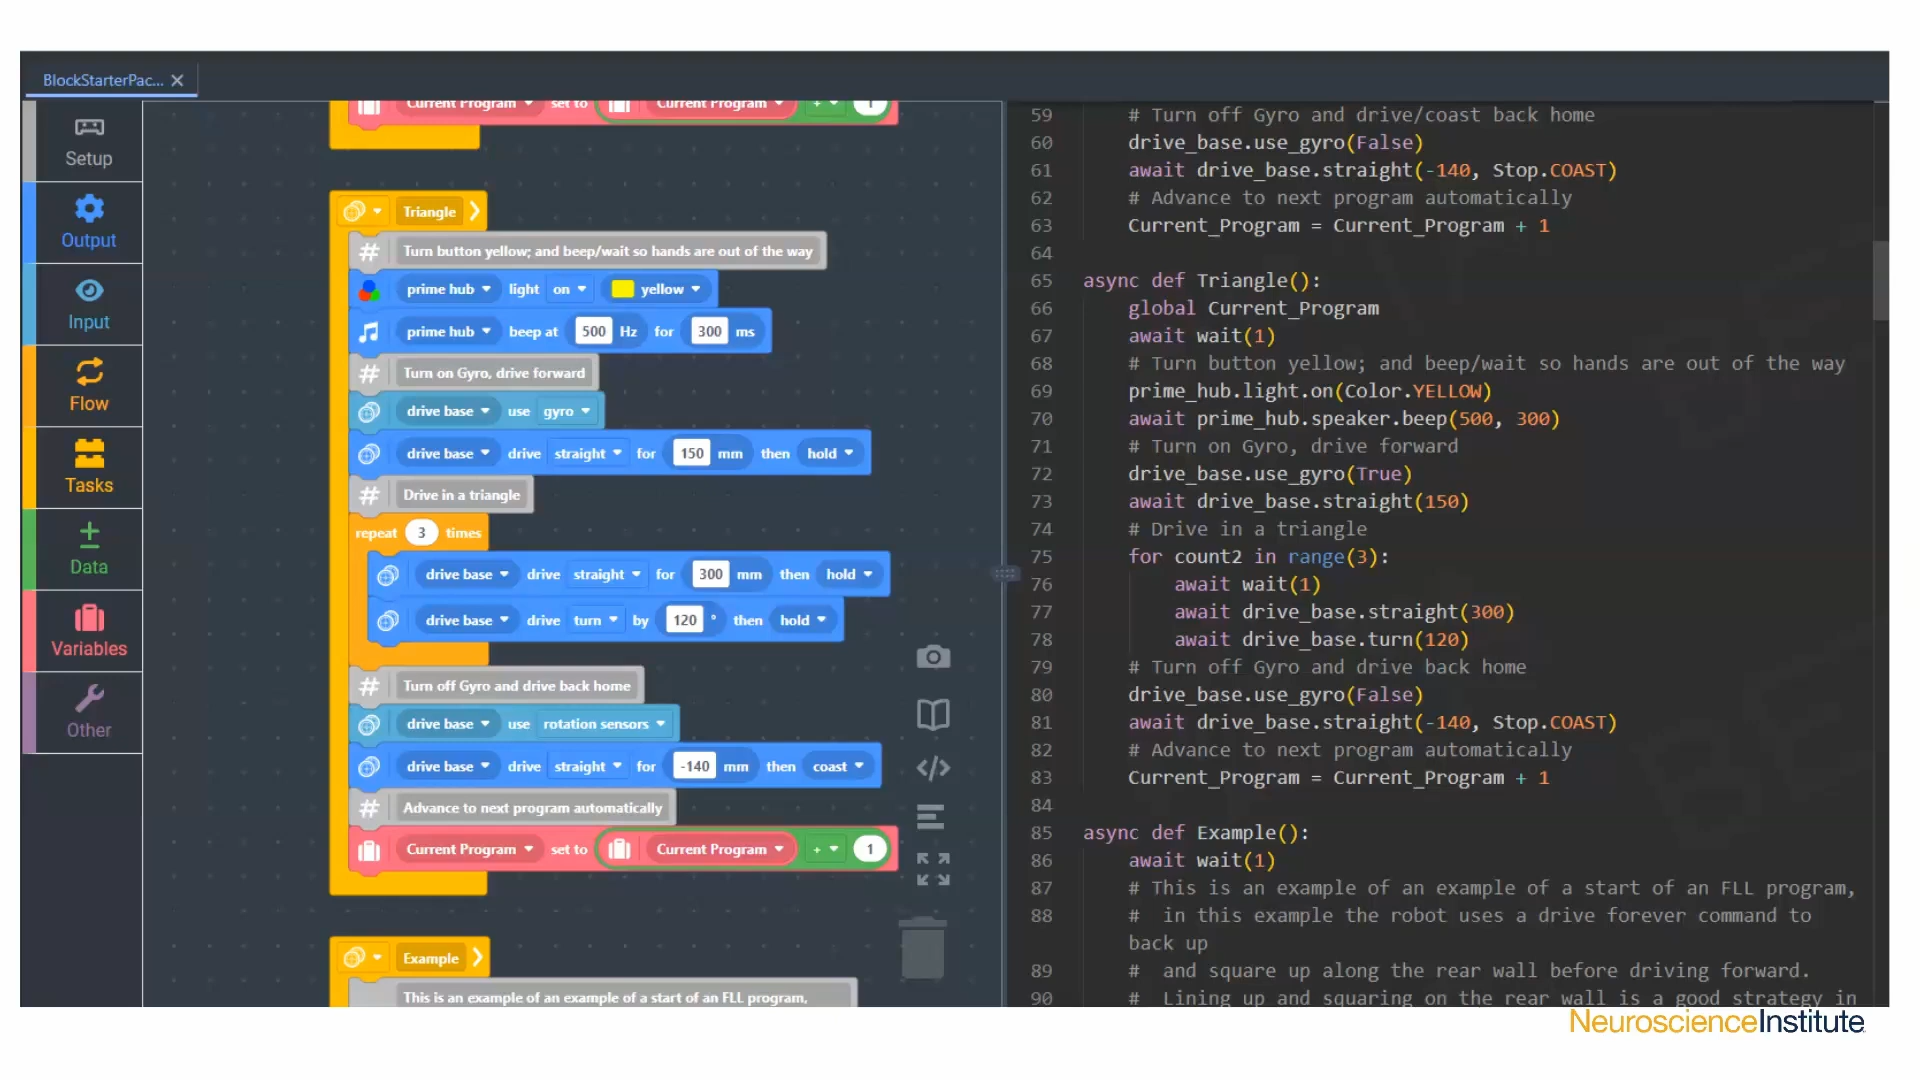 BlockStarterPac...
Setup
Output
Input
Flow
Tasks
Data
Variables
Other
Current Program set to Current Program + 1
Triangle
# Turn button yellow; and beep/wait so hands are out of the way
prime hub light on yellow
prime hub beep at 500 Hz for 300 ms
# Turn on Gyro, drive forward
drive base use gyro
drive base drive straight for 150 mm then hold
# Drive in a triangle
repeat 3 times
drive base drive straight for 300 mm then hold
drive base drive turn by 120 ° then hold
# Turn off Gyro and drive back home
drive base use rotation sensors
drive base drive straight for -140 mm then coast
# Advance to next program automatically
Current Program set to Current Program + 1
Example
This is an example of an example of a start of an FLL program,
59 # Turn off Gyro and drive/coast back home
60 drive_base.use_gyro(False)
61 await drive_base.straight(-140, Stop.COAST)
62 # Advance to next program automatically
63 Current_Program = Current_Program + 1
64
65 async def Triangle():
66 global Current_Program
67 await wait(1)
68 # Turn button yellow; and beep/wait so hands are out of the way
69 prime_hub.light.on(Color.YELLOW)
70 await prime_hub.speaker.beep(500, 300)
71 # Turn on Gyro, drive forward
72 drive_base.use_gyro(True)
73 await drive_base.straight(150)
74 # Drive in a triangle
75 for count2 in range(3):
76 await wait(1)
77 await drive_base.straight(300)
78 await drive_base.turn(120)
79 # Turn off Gyro and drive back home
80 drive_base.use_gyro(False)
81 await drive_base.straight(-140, Stop.COAST)
82 # Advance to next program automatically
83 Current_Program = Current_Program + 1
84
85 async def Example():
86 await wait(1)
87 # This is an example of an example of a start of an FLL program,
88 # in this example the robot uses a drive forever command to
back up
89 # and square up along the rear wall before driving forward.
90 # Lining up and squaring on the rear wall is a good strategy in
NeuroscienceInstitute